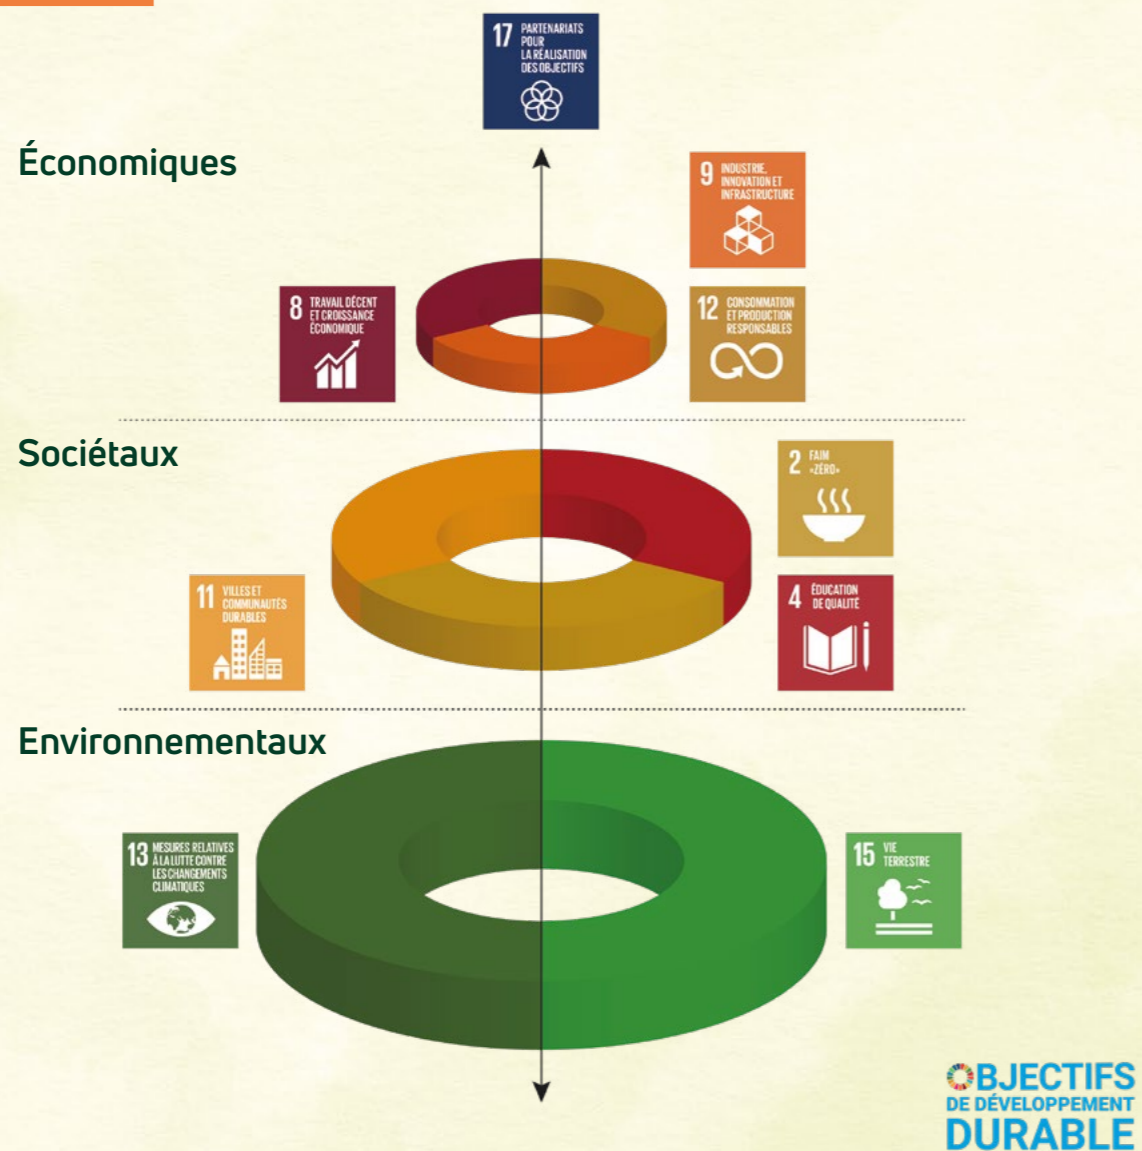 17 PARTENARIATS
POUR
LA RÉALISATION
DES OBJECTIFS
Économiques
9 INDUSTRIE,
INNOVATION ET
INFRASTRUCTURE
8 TRAVAIL DÉCENT
ET CROISSANCE
ÉCONOMIQUE
12 CONSOMMATION
ET PRODUCTION
RESPONSABLES
Sociétaux
2 FAIM
«ZÉRO»
11 VILLES ET
COMMUNAUTÉS
DURABLES
4 ÉDUCATION
DE QUALITÉ
Environnementaux
13 MESURES RELATIVES
À LA LUTTE CONTRE
LES CHANGEMENTS
CLIMATIQUES
15 VIE
TERRESTRE
OBJECTIFS
DE DÉVELOPPEMENT
DURABLE